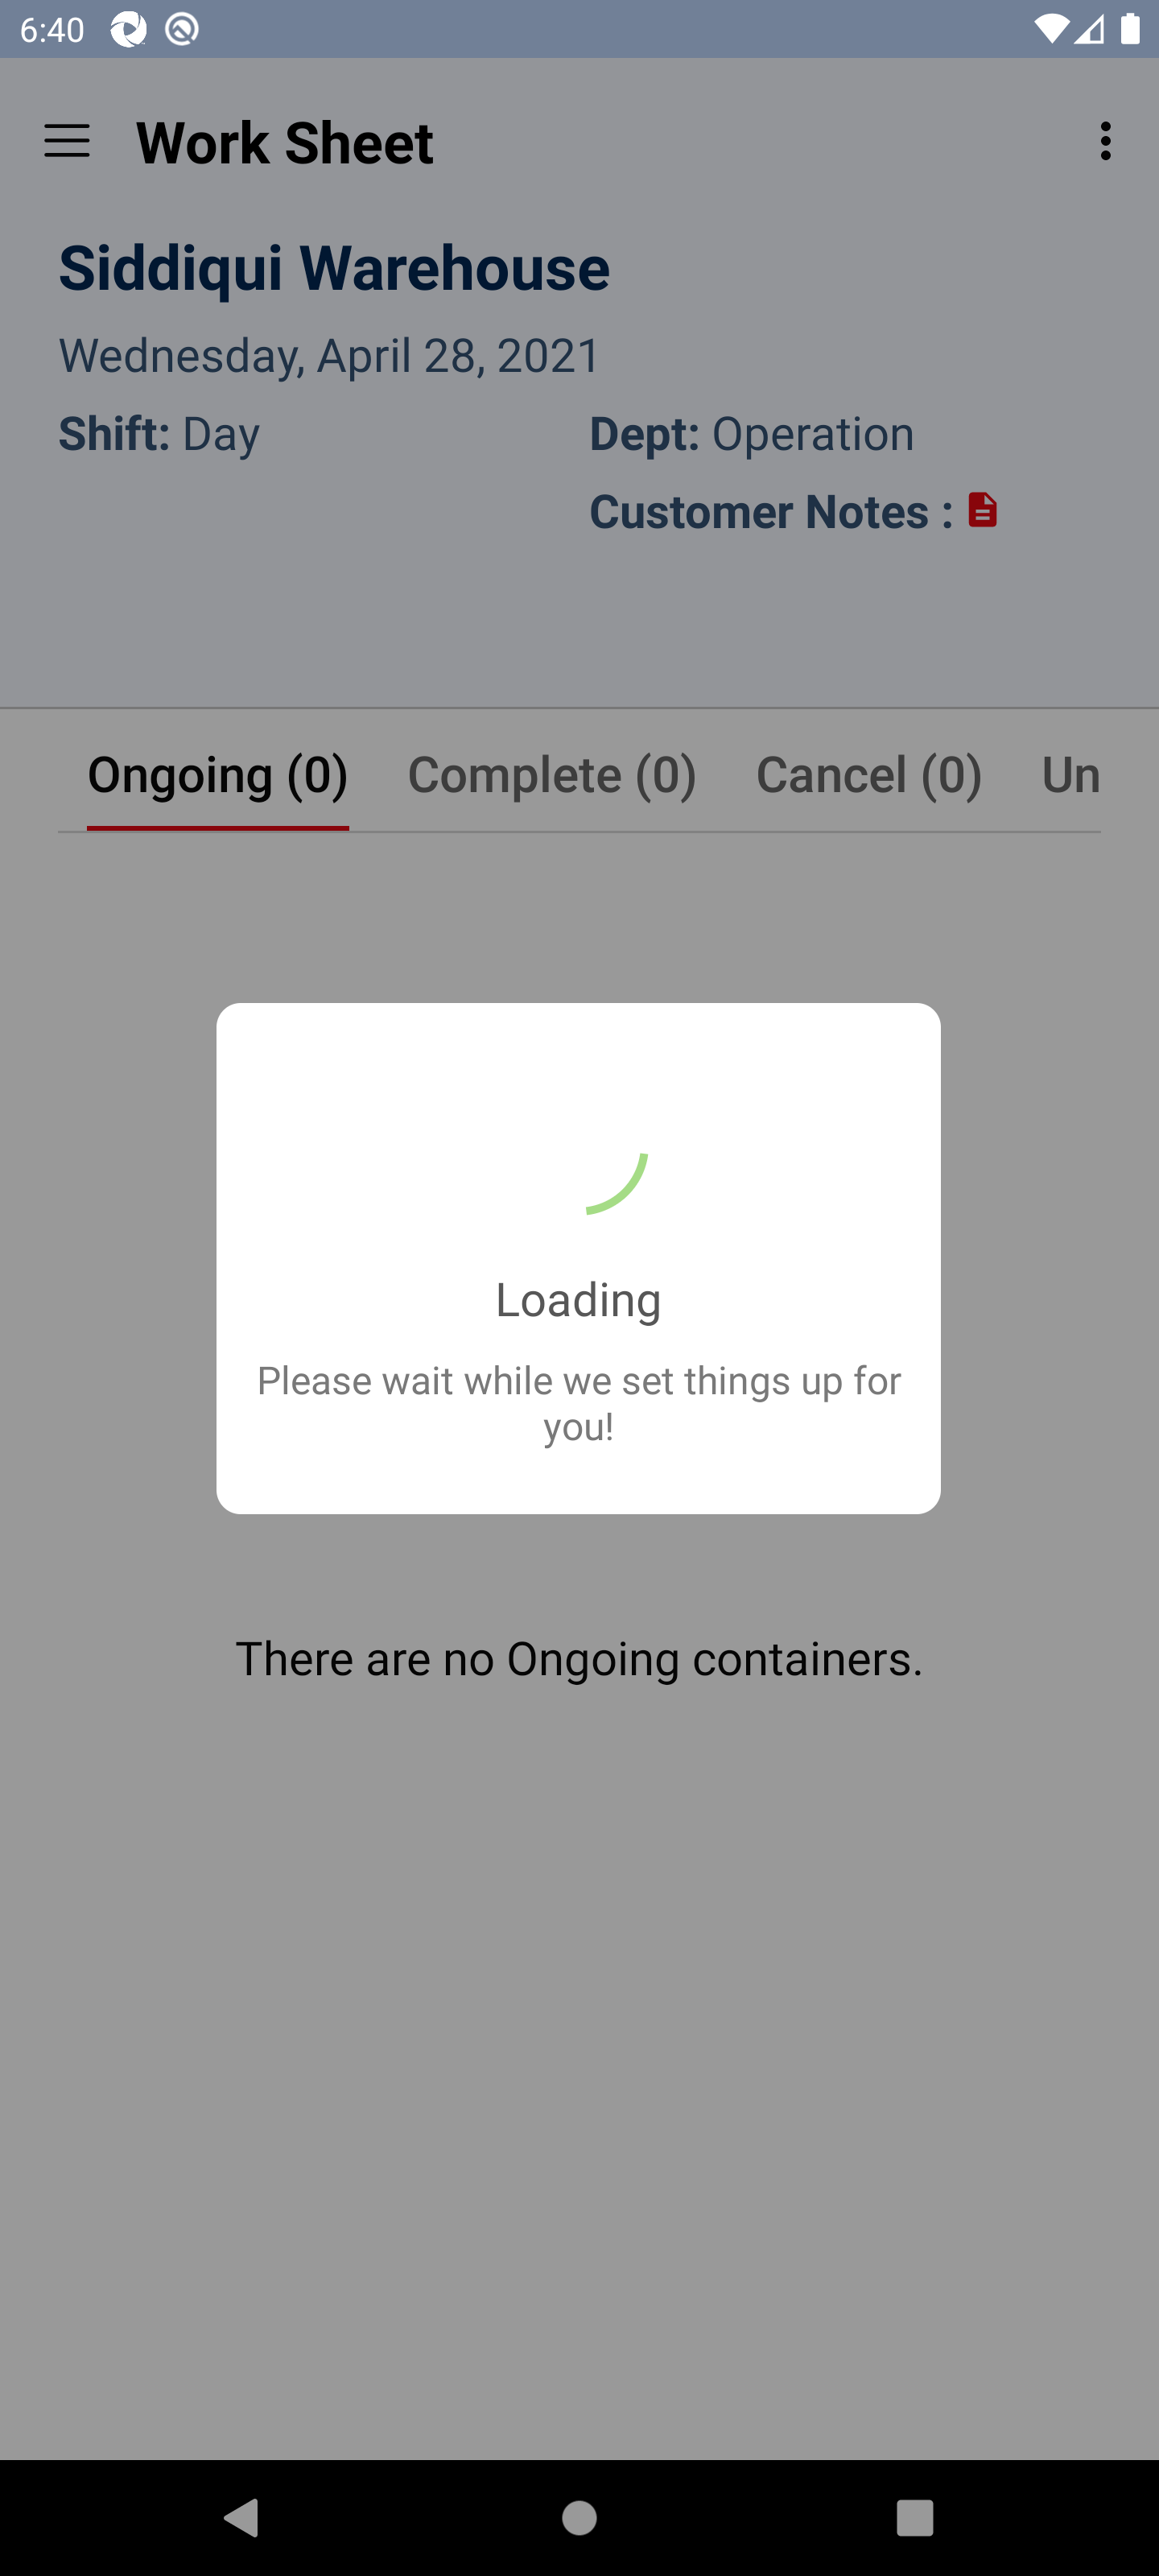 6:40
Work Sheet
Siddiqui Warehouse
Wednesday, April 28, 2021
Shift: Day
Dept: Operation
Customer Notes :
Ongoing (0)
Complete (0)
Cancel (0)
Un
Loading
Please wait while we set things up for
you!
There are no Ongoing containers.